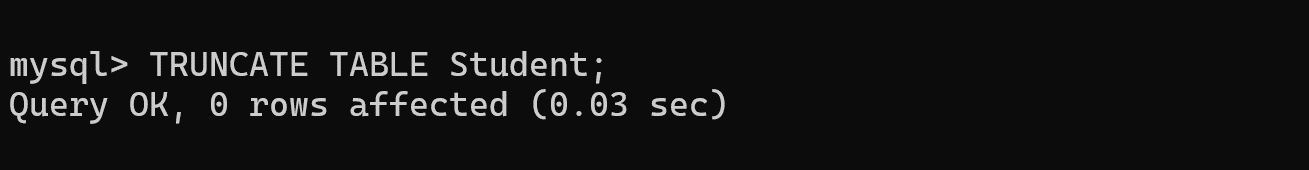 mysql> TRUNCATE TABLE Student;
Query OK, 0 rows affected (0.03 sec)